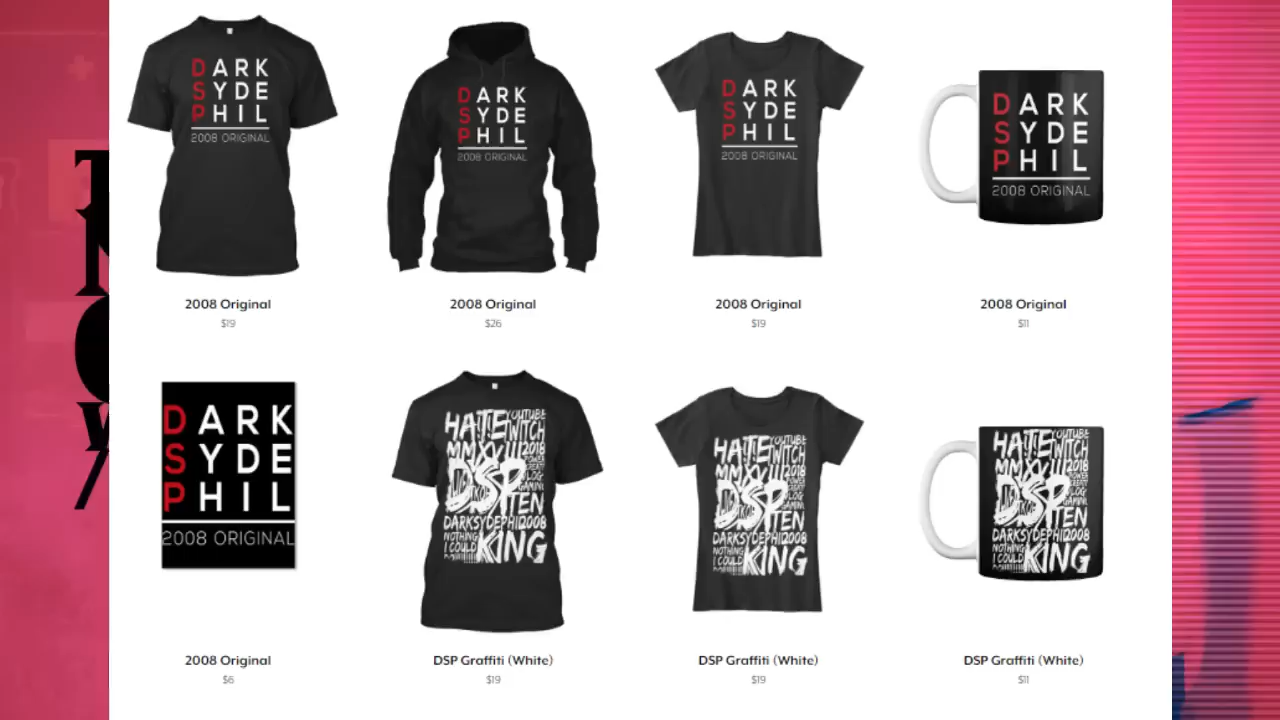 DARK
SYDE
PHIL
2008 ORIGINAL
DARK
SYDE
PHIL
2008 ORIGINAL
DARK
SYDE
PHIL
2008 ORIGINAL
DARK
SYDE
PHIL
2008 ORIGINAL
2008 Original
$19
2008 Original
$26
2008 Original
$19
2008 Original
$11
DARK
SYDE
PHIL
2008 ORIGINAL
HATE YOUTUBE
TWITCH
MMXVIII 2018
DSP
TEN
DARKSYDEPHIL2008
NOTHING
I COULD KING
HATE YOUTUBE
TWITCH
MMXVIII 2018
DSP
TEN
DARKSYDEPHIL2008
NOTHING
I COULD KING
HATE YOUTUBE
TWITCH
MMXVIII 2018
DSP
TEN
DARKSYDEPHIL2008
NOTHING
I COULD KING
2008 Original
$6
DSP Graffiti (White)
$19
DSP Graffiti (White)
$19
DSP Graffiti (White)
$11